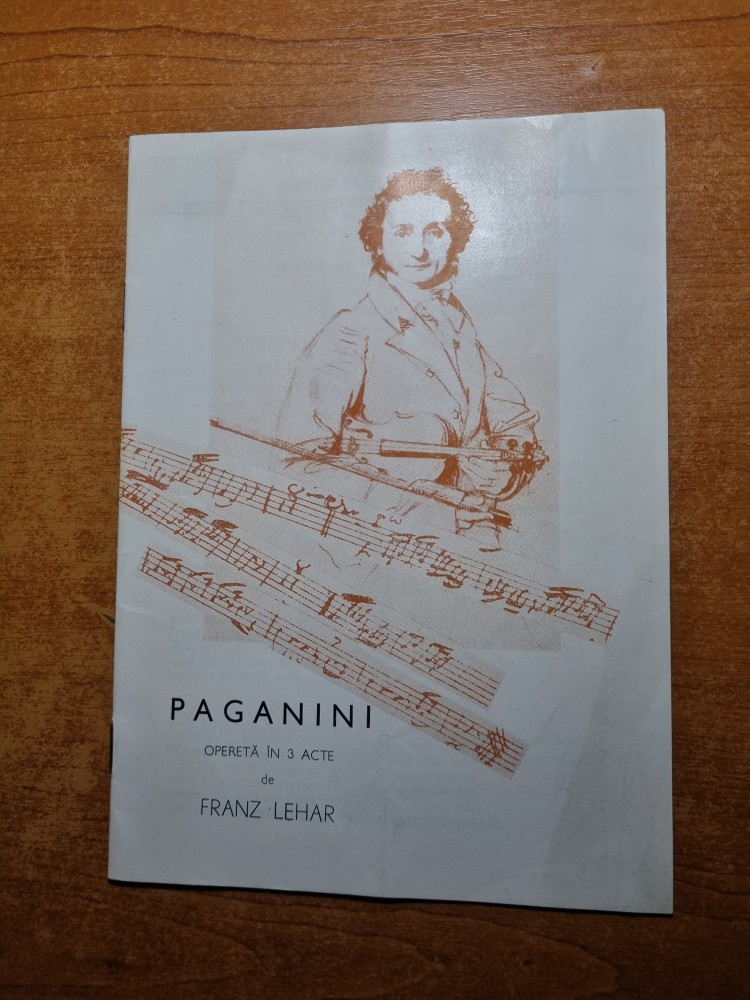 PAGANINI
OPERETĂ ÎN 3 ACTE
de
FRANZ LEHAR